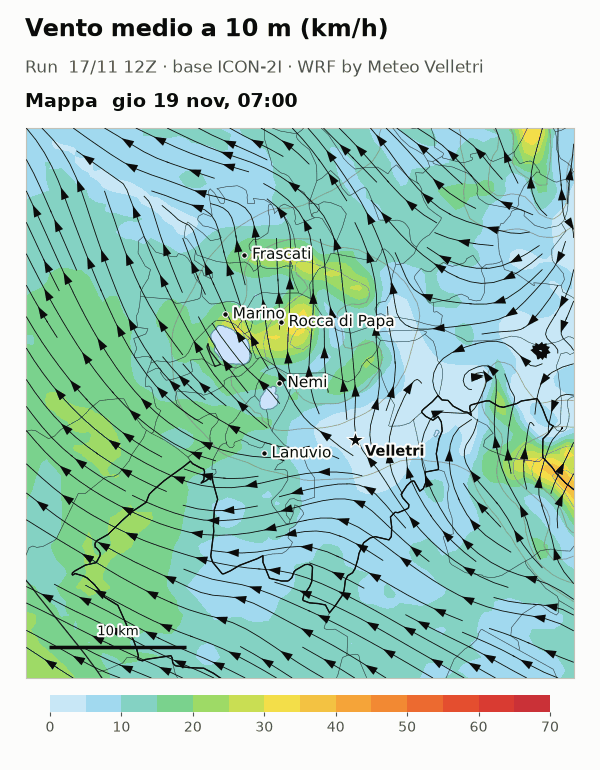 Vento medio a 10 m (km/h)
Run 17/11 12Z · base ICON-2I · WRF by Meteo Velletri
Mappa gio 19 nov, 07:00
Frascati
Marino
Rocca di Papa
Nemi
Velletri
Lanuvio
10 km
0 10 20 30 40 50 60 70